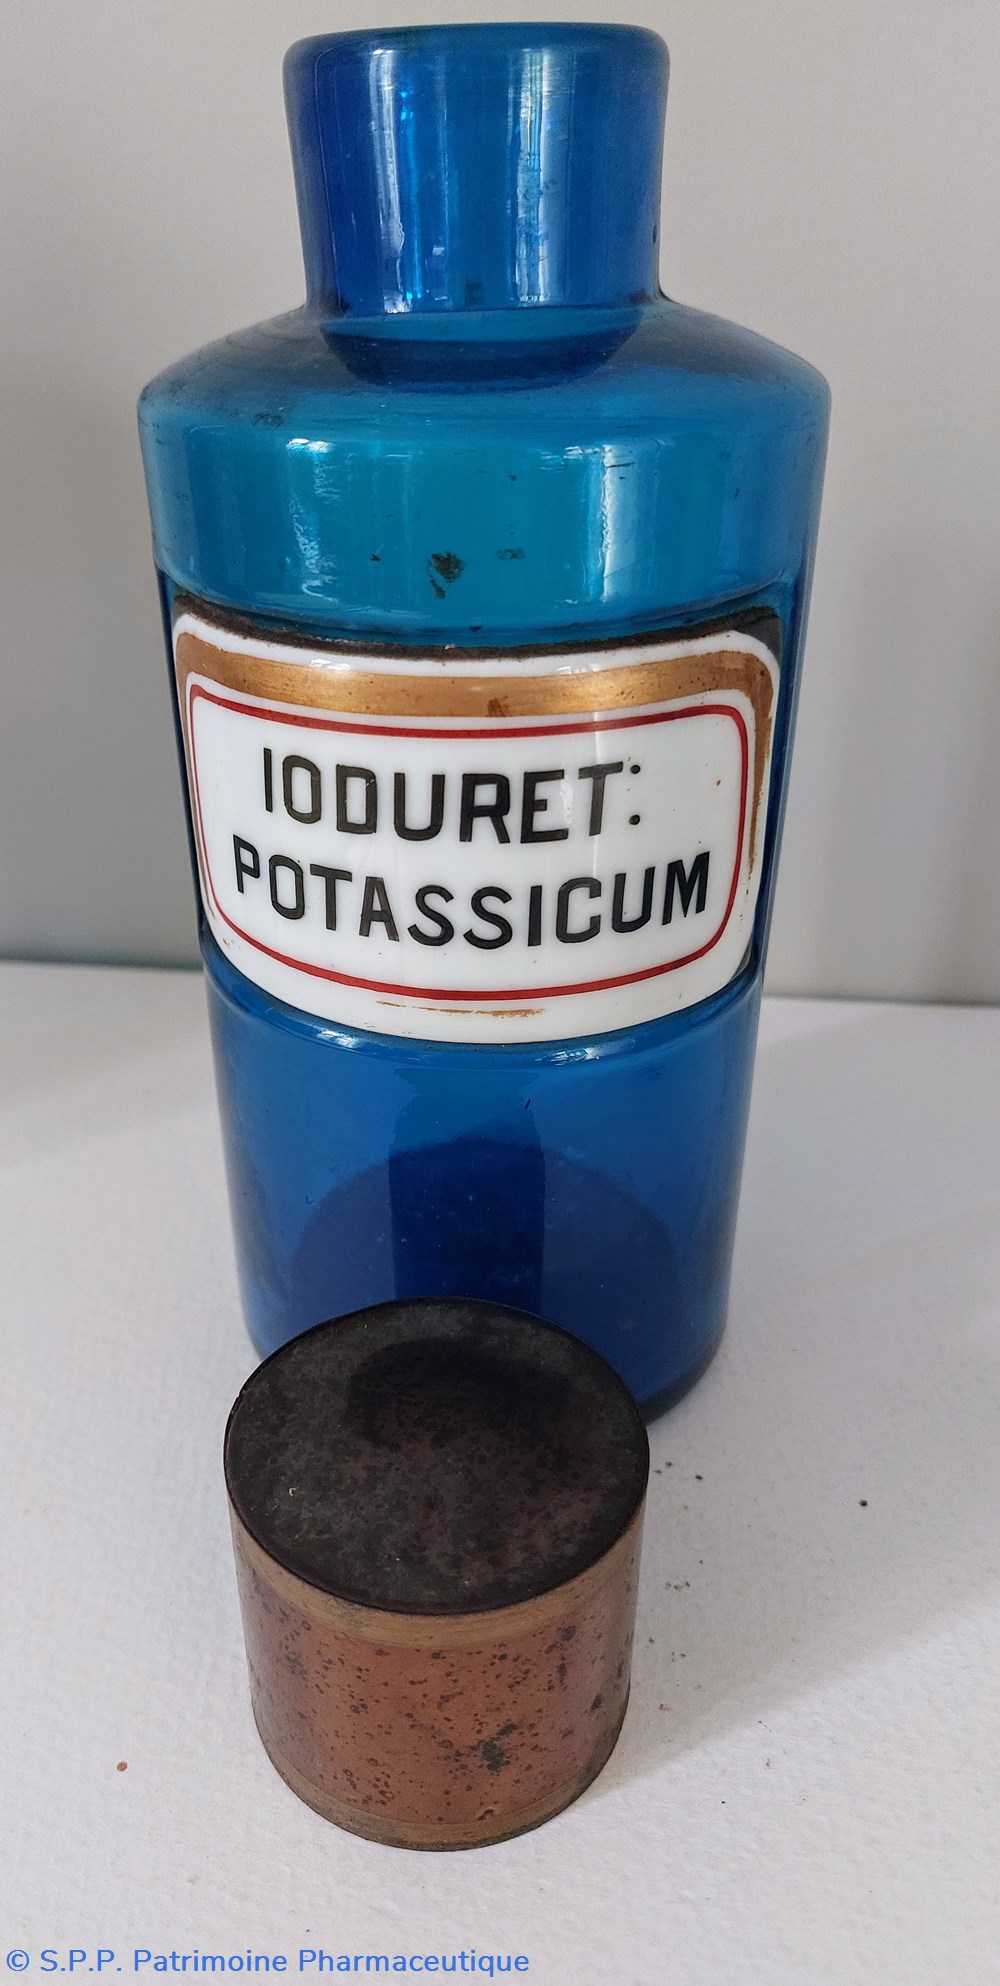 IODURET:
POTASSICUM
© S.P.P. Patrimoine Pharmaceutique